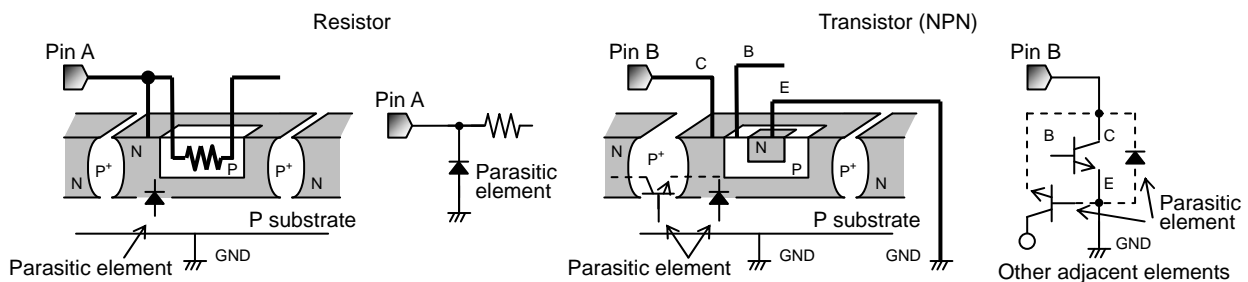 Resistor
Pin A
N
N
P+
P
P+
N
P substrate
GND
Parasitic element
Pin A
Parasitic
element
Transistor (NPN)
Pin B
C
B
E
N
P+
N
N
P
P+
N
P substrate
GND
GND
Parasitic element
Pin B
B
C
E
Parasitic
element
GND
Other adjacent elements